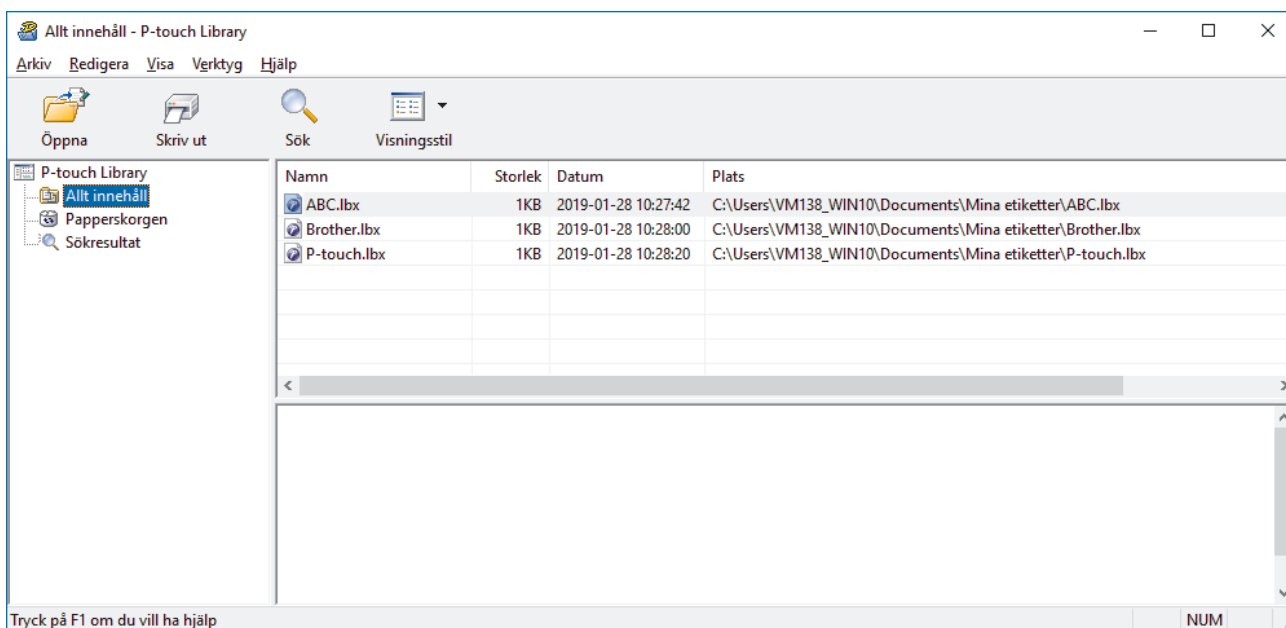 Allt innehåll - P-touch Library
Arkiv Redigera Visa Verktyg Hjälp
Öppna Skriv ut Sök Visningsstil
P-touch Library
Allt innehåll
Papperskorgen
Sökresultat
Namn Storlek Datum Plats
ABC.lbx 1KB 2019-01-28 10:27:42 C:\Users\VM138_WIN10\Documents\Mina etiketter\ABC.lbx
Brother.lbx 1KB 2019-01-28 10:28:00 C:\Users\VM138_WIN10\Documents\Mina etiketter\Brother.lbx
P-touch.lbx 1KB 2019-01-28 10:28:20 C:\Users\VM138_WIN10\Documents\Mina etiketter\P-touch.lbx
Tryck på F1 om du vill ha hjälp NUM